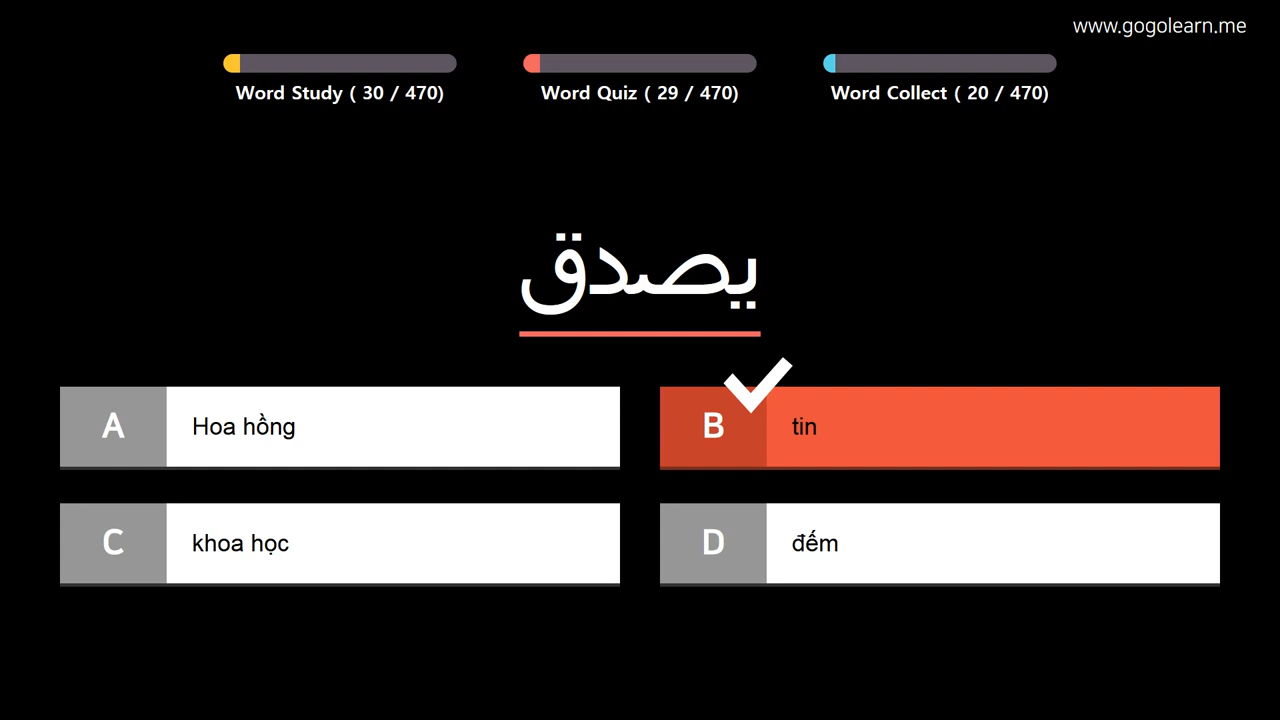 www.gogolearn.me
Word Study ( 30 / 470)
Word Quiz ( 29 / 470)
Word Collect ( 20 / 470)
يصدق
A
Hoa hồng
B
tin
C
khoa học
D
đếm